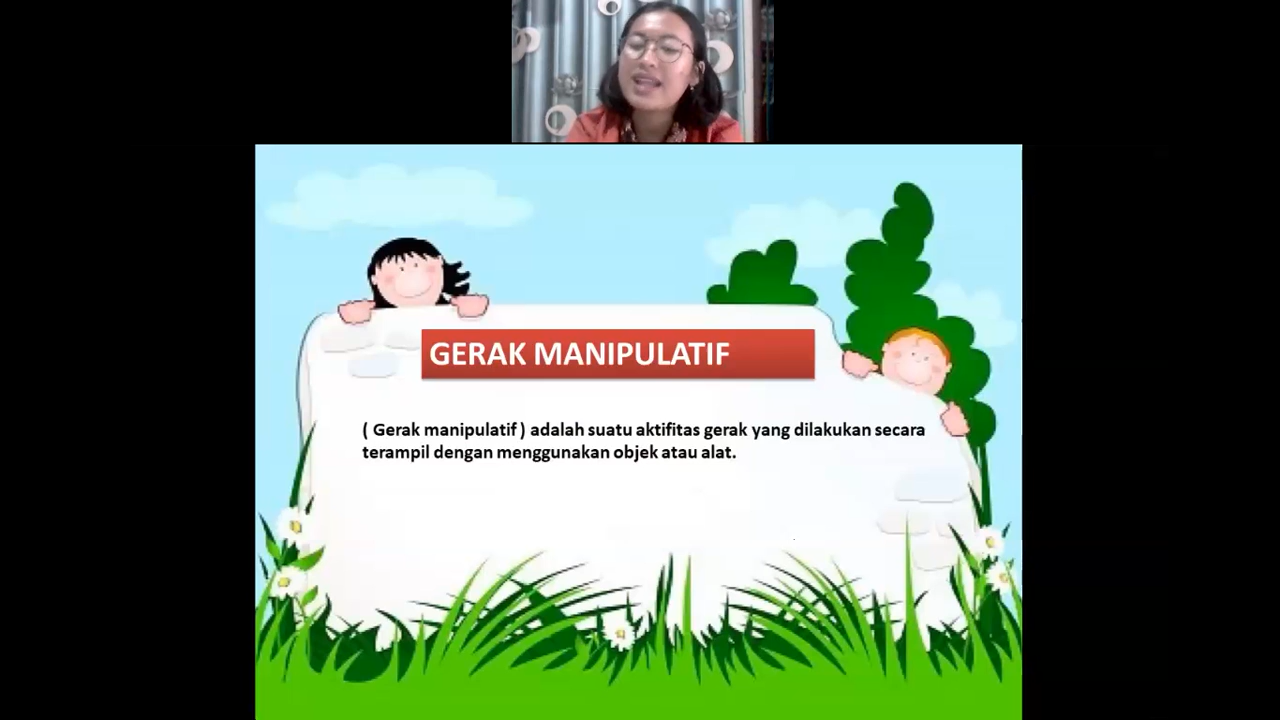 GERAK MANIPULATIF
( Gerak manipulatif ) adalah suatu aktifitas gerak yang dilakukan secara
terampil dengan menggunakan objek atau alat.